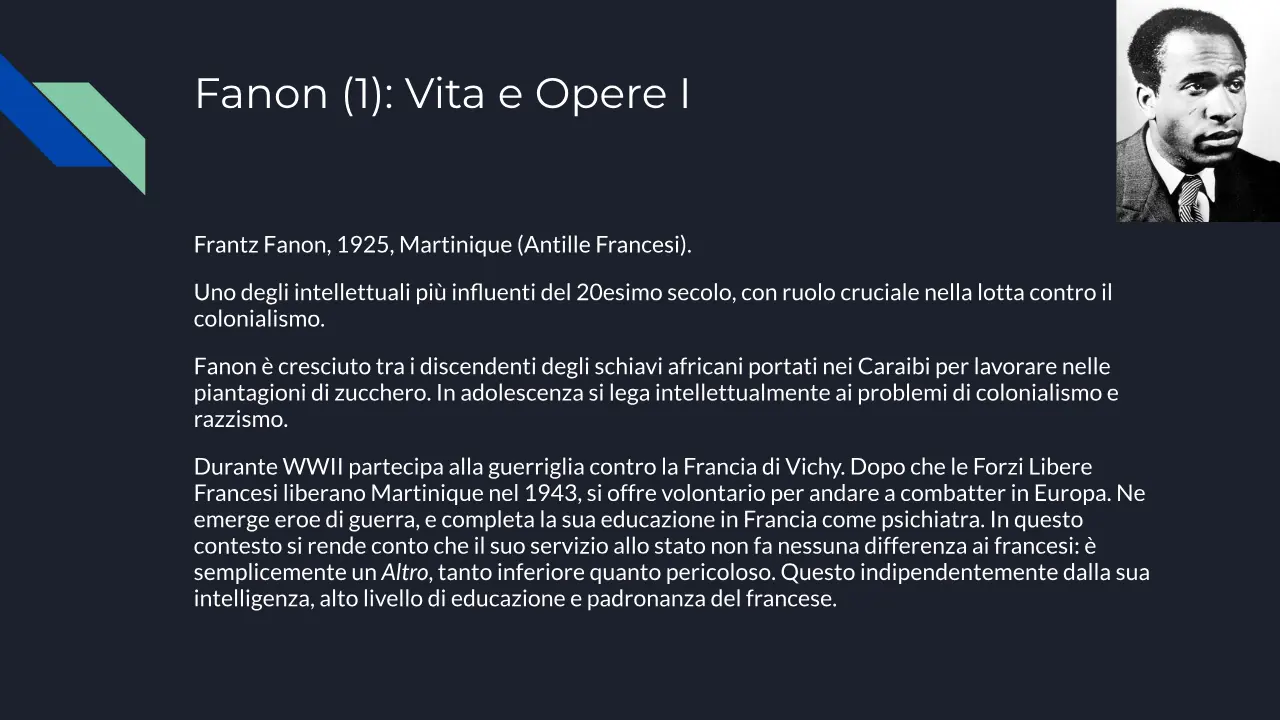 Fanon (1): Vita e Opere I
Frantz Fanon, 1925, Martinique (Antille Francesi).
Uno degli intellettuali più influenti del 20esimo secolo, con ruolo cruciale nella lotta contro il
colonialismo.
Fanon è cresciuto tra i discendenti degli schiavi africani portati nei Caraibi per lavorare nelle
piantagioni di zucchero. In adolescenza si lega intellettualmente ai problemi di colonialismo e
razzismo.
Durante WWII partecipa alla guerriglia contro la Francia di Vichy. Dopo che le Forzi Libere
Francesi liberano Martinique nel 1943, si offre volontario per andare a combatter in Europa. Ne
emerge eroe di guerra, e completa la sua educazione in Francia come psichiatra. In questo
contesto si rende conto che il suo servizio allo stato non fa nessuna differenza ai francesi: è
semplicemente un Altro, tanto inferiore quanto pericoloso. Questo indipendentemente dalla sua
intelligenza, alto livello di educazione e padronanza del francese.